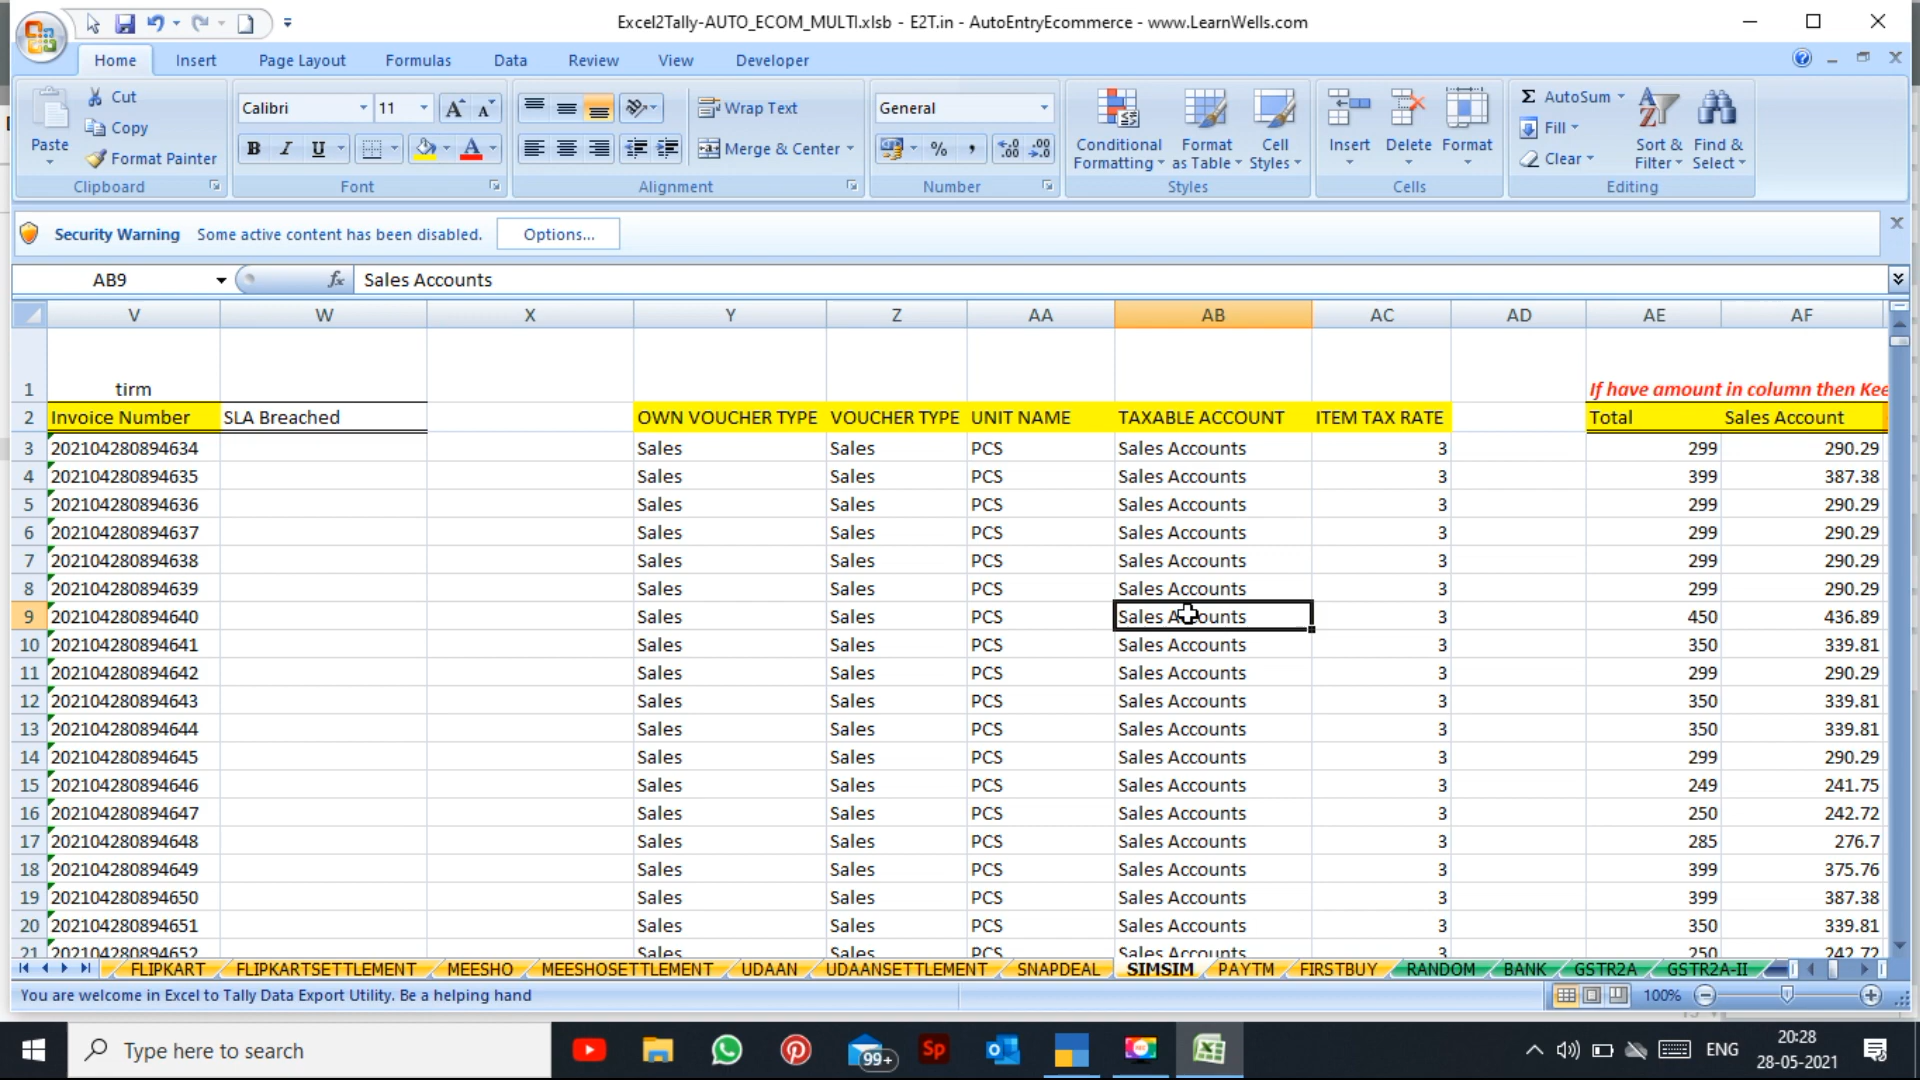 Excel2Tally-AUTO_ECOM_MULTI.xlsb - E2T.in - AutoEntryEcommerce - www.LearnWells.com
Home Insert Page Layout Formulas Data Review View Developer
Paste Cut Copy Format Painter Clipboard
Calibri 11 B I U A Font
Wrap Text Merge & Center Alignment
General % , Number
Conditional Formatting Format as Table Cell Styles Styles
Insert Delete Format Cells
Σ AutoSum Fill Clear Sort & Filter Find & Select Editing
Security Warning Some active content has been disabled. Options...
AB9 fx Sales Accounts
V W X Y Z AA AB AC AD AE AF
1 tirm If have amount in column then Kee
2 Invoice Number SLA Breached OWN VOUCHER TYPE VOUCHER TYPE UNIT NAME TAXABLE ACCOUNT ITEM TAX RATE Total Sales Account
3 202104280894634 Sales Sales PCS Sales Accounts 3 299 290.29
4 202104280894635 Sales Sales PCS Sales Accounts 3 399 387.38
5 202104280894636 Sales Sales PCS Sales Accounts 3 299 290.29
6 202104280894637 Sales Sales PCS Sales Accounts 3 299 290.29
7 202104280894638 Sales Sales PCS Sales Accounts 3 299 290.29
8 202104280894639 Sales Sales PCS Sales Accounts 3 299 290.29
9 202104280894640 Sales Sales PCS Sales Accounts 3 450 436.89
10 202104280894641 Sales Sales PCS Sales Accounts 3 350 339.81
11 202104280894642 Sales Sales PCS Sales Accounts 3 299 290.29
12 202104280894643 Sales Sales PCS Sales Accounts 3 350 339.81
13 202104280894644 Sales Sales PCS Sales Accounts 3 350 339.81
14 202104280894645 Sales Sales PCS Sales Accounts 3 299 290.29
15 202104280894646 Sales Sales PCS Sales Accounts 3 249 241.75
16 202104280894647 Sales Sales PCS Sales Accounts 3 250 242.72
17 202104280894648 Sales Sales PCS Sales Accounts 3 285 276.7
18 202104280894649 Sales Sales PCS Sales Accounts 3 399 375.76
19 202104280894650 Sales Sales PCS Sales Accounts 3 399 387.38
20 202104280894651 Sales Sales PCS Sales Accounts 3 350 339.81
21 202104280894652 Sales Sales PCS Sales Accounts 3 250 242.72
FLIPKART FLIPKARTSETTLEMENT MEESHO MEESHOSETTLEMENT UDAAN UDAANSETTLEMENT SNAPDEAL SIMSIM PAYTM FIRSTBUY RANDOM BANK GSTR2A GSTR2A-II
You are welcome in Excel to Tally Data Export Utility. Be a helping hand 100%
Type here to search 99+ Sp ENG 20:28
28-05-2021